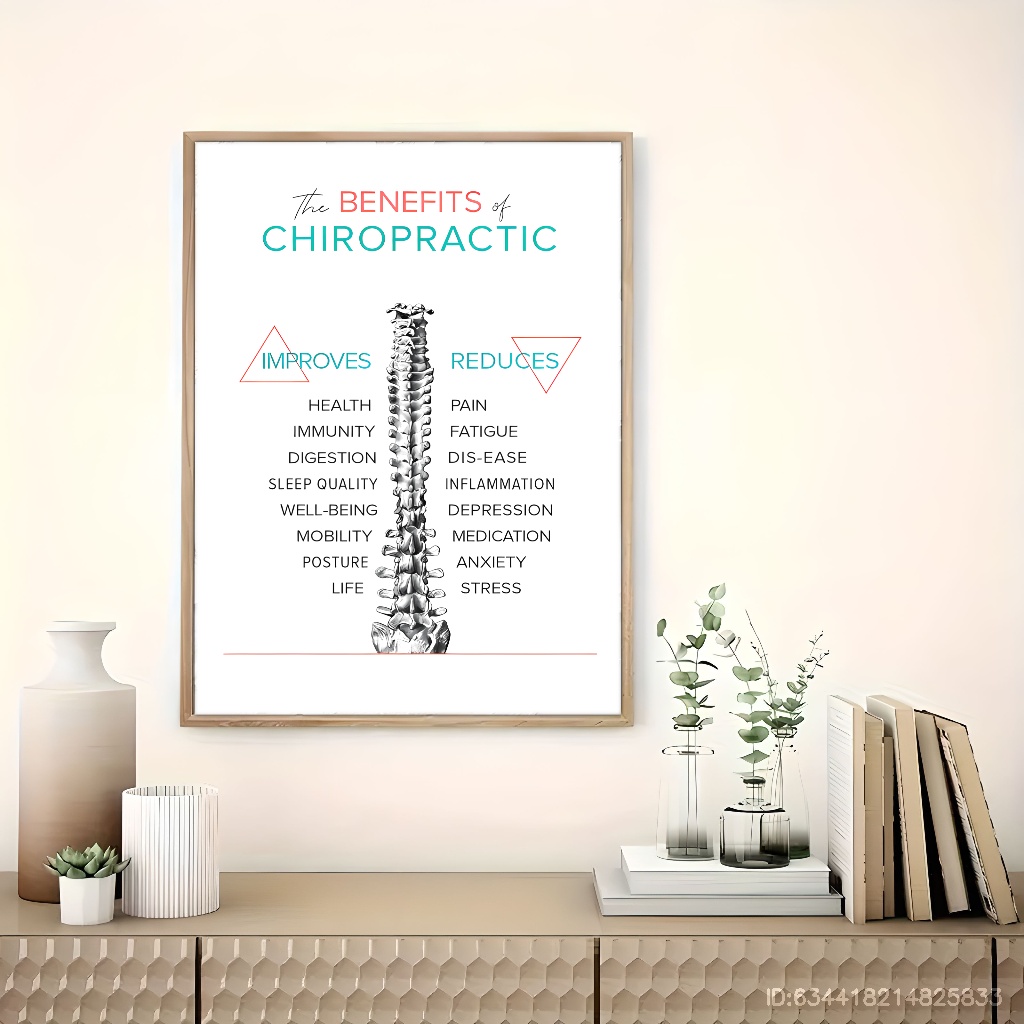 The BENEFITS of
CHIROPRACTIC
IMPROVES
HEALTH
IMMUNITY
DIGESTION
SLEEP QUALITY
WELL-BEING
MOBILITY
POSTURE
LIFE
REDUCES
PAIN
FATIGUE
DIS-EASE
INFLAMMATION
DEPRESSION
MEDICATION
ANXIETY
STRESS
ID:634418214825833